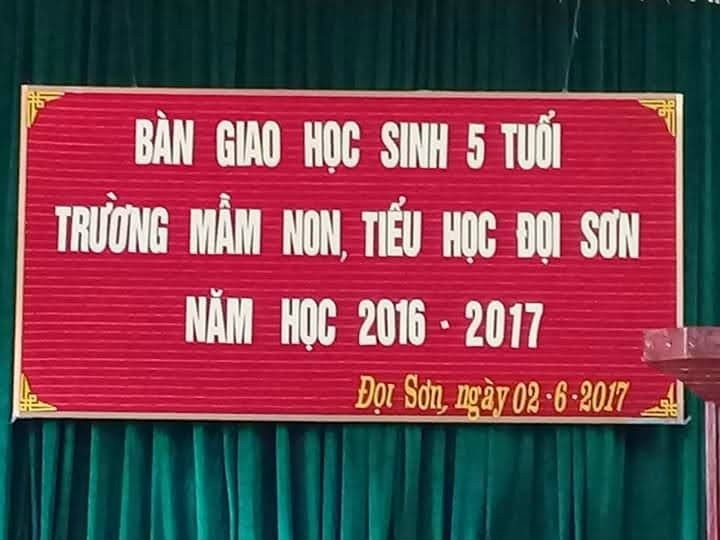 BÀN GIAO HỌC SINH 5 TUỔI
TRƯỜNG MẦM NON, TIỂU HỌC ĐỌI SƠN
NĂM HỌC 2016 - 2017
Đọi Sơn, ngày 02-6-2017